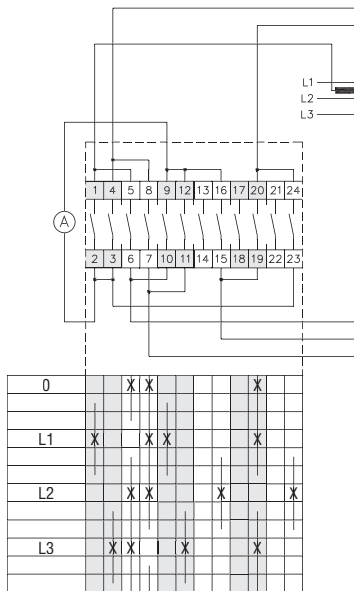 L1
L2
L3
1 4 5 8 9 12 13 16 17 20 21 24
A
2 3 6 7 10 11 14 15 18 19 22 23
0 X X X
L1 X X X X
L2 X X X X
L3 X X X X